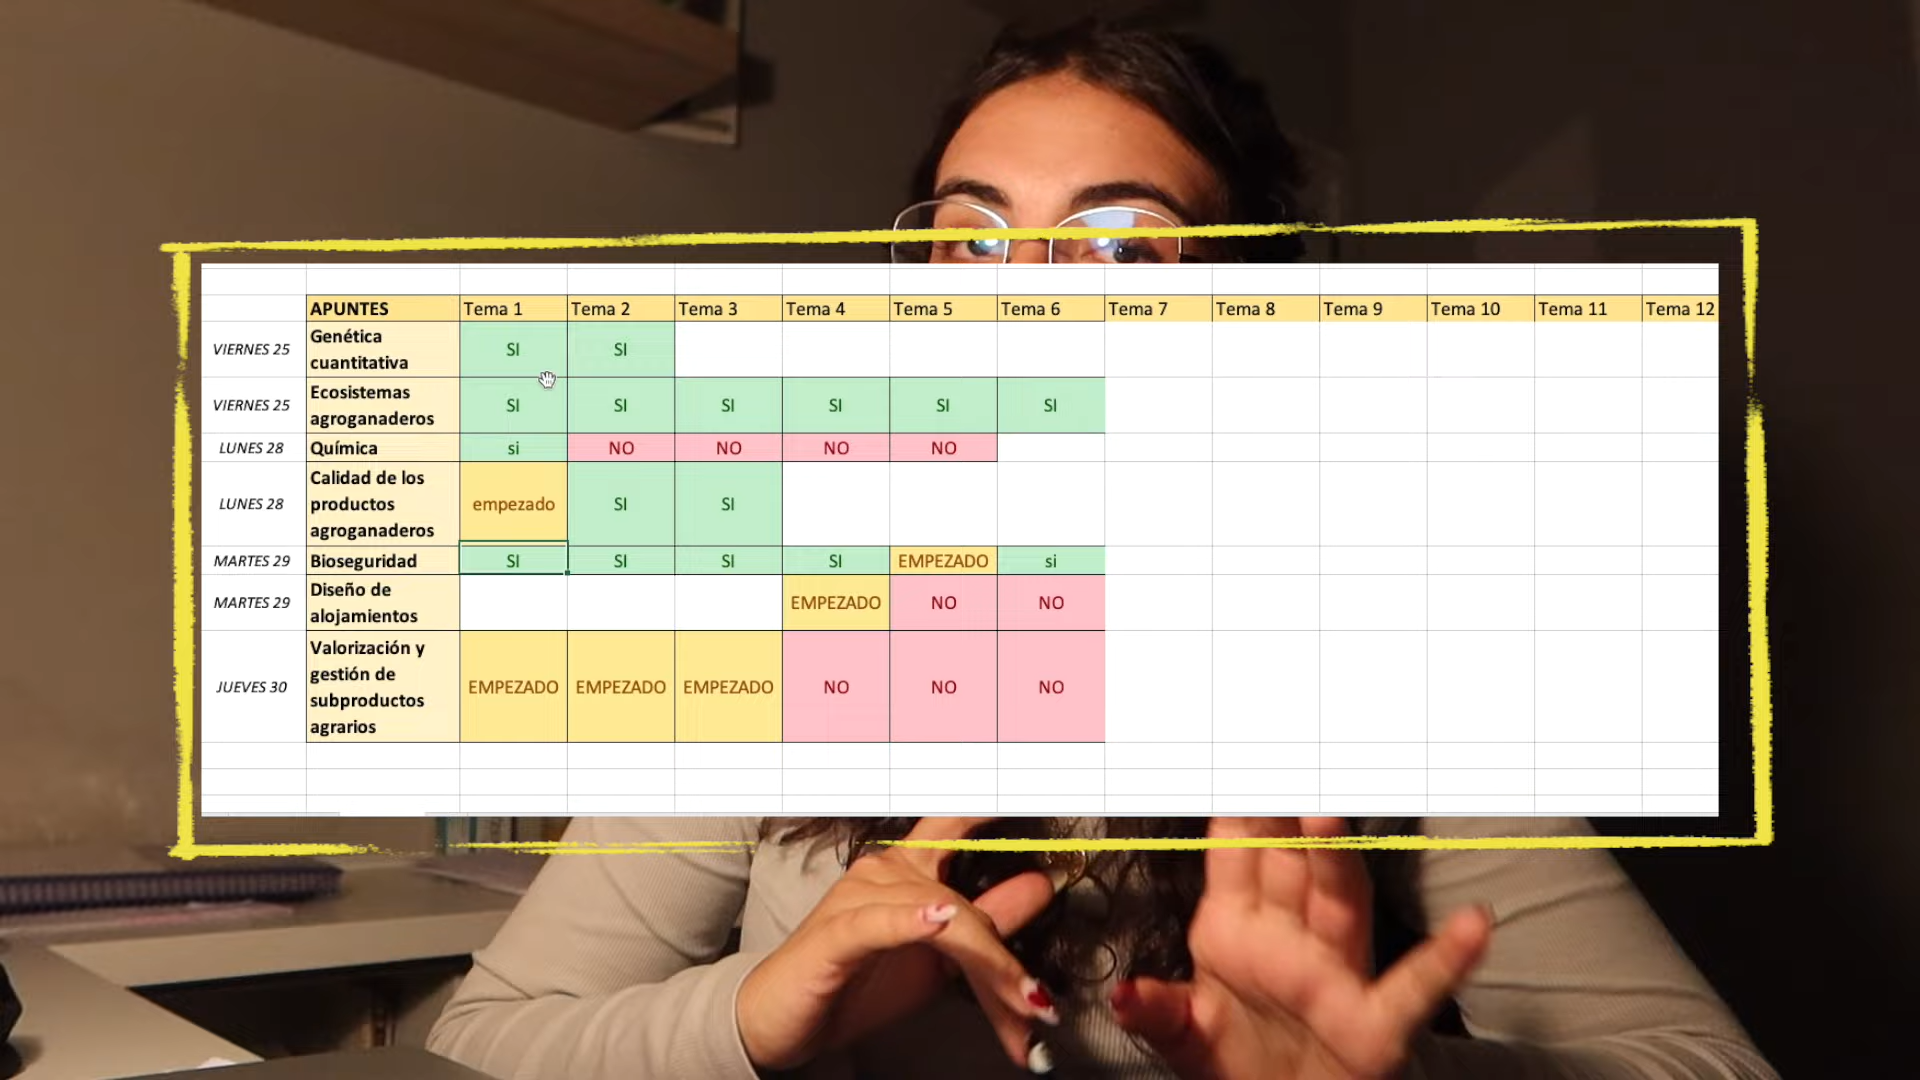 APUNTES Tema 1 Tema 2 Tema 3 Tema 4 Tema 5 Tema 6 Tema 7 Tema 8 Tema 9 Tema 10 Tema 11 Tema 12
VIERNES 25 Genética cuantitativa SI SI
VIERNES 25 Ecosistemas agroganaderos SI SI SI SI SI SI
LUNES 28 Química si NO NO NO NO
LUNES 28 Calidad de los productos agroganaderos empezado SI SI
MARTES 29 Bioseguridad SI SI SI SI EMPEZADO si
MARTES 29 Diseño de alojamientos EMPEZADO NO NO
JUEVES 30 Valorización y gestión de subproductos agrarios EMPEZADO EMPEZADO EMPEZADO NO NO NO